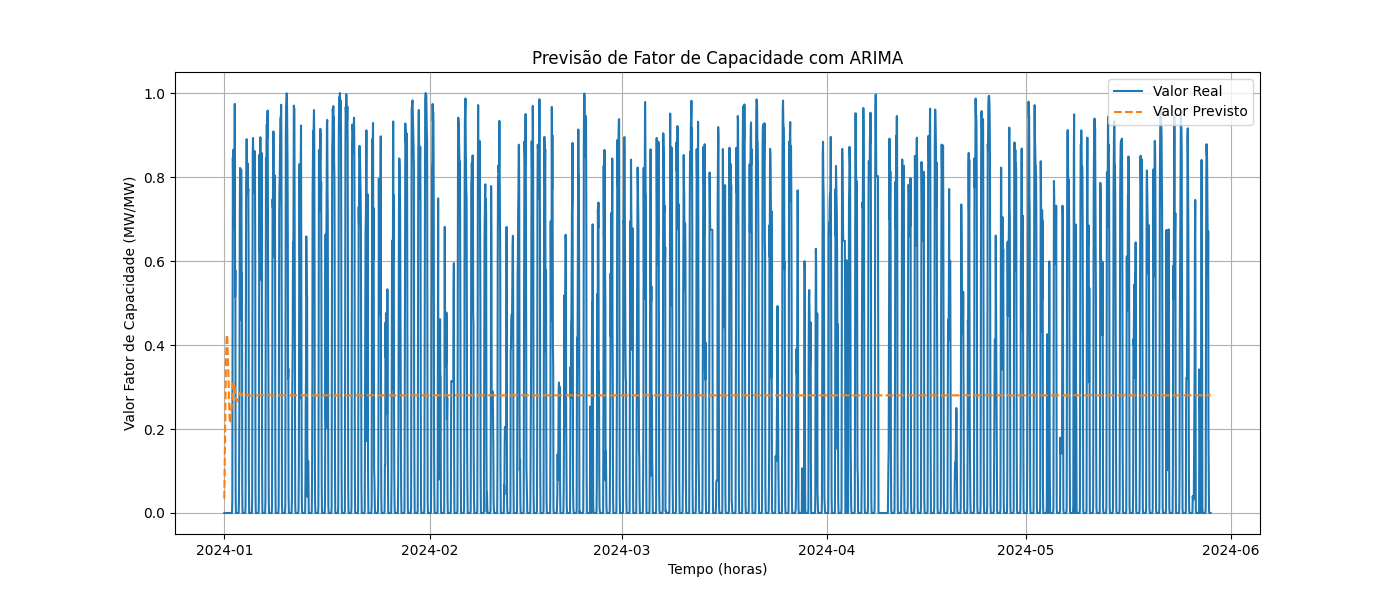 Previsão de Fator de Capacidade com ARIMA
Valor Real
Valor Previsto
Valor Fator de Capacidade (MW/MW)
1.0
0.8
0.6
0.4
0.2
0.0
2024-01 2024-02 2024-03 2024-04 2024-05 2024-06
Tempo (horas)